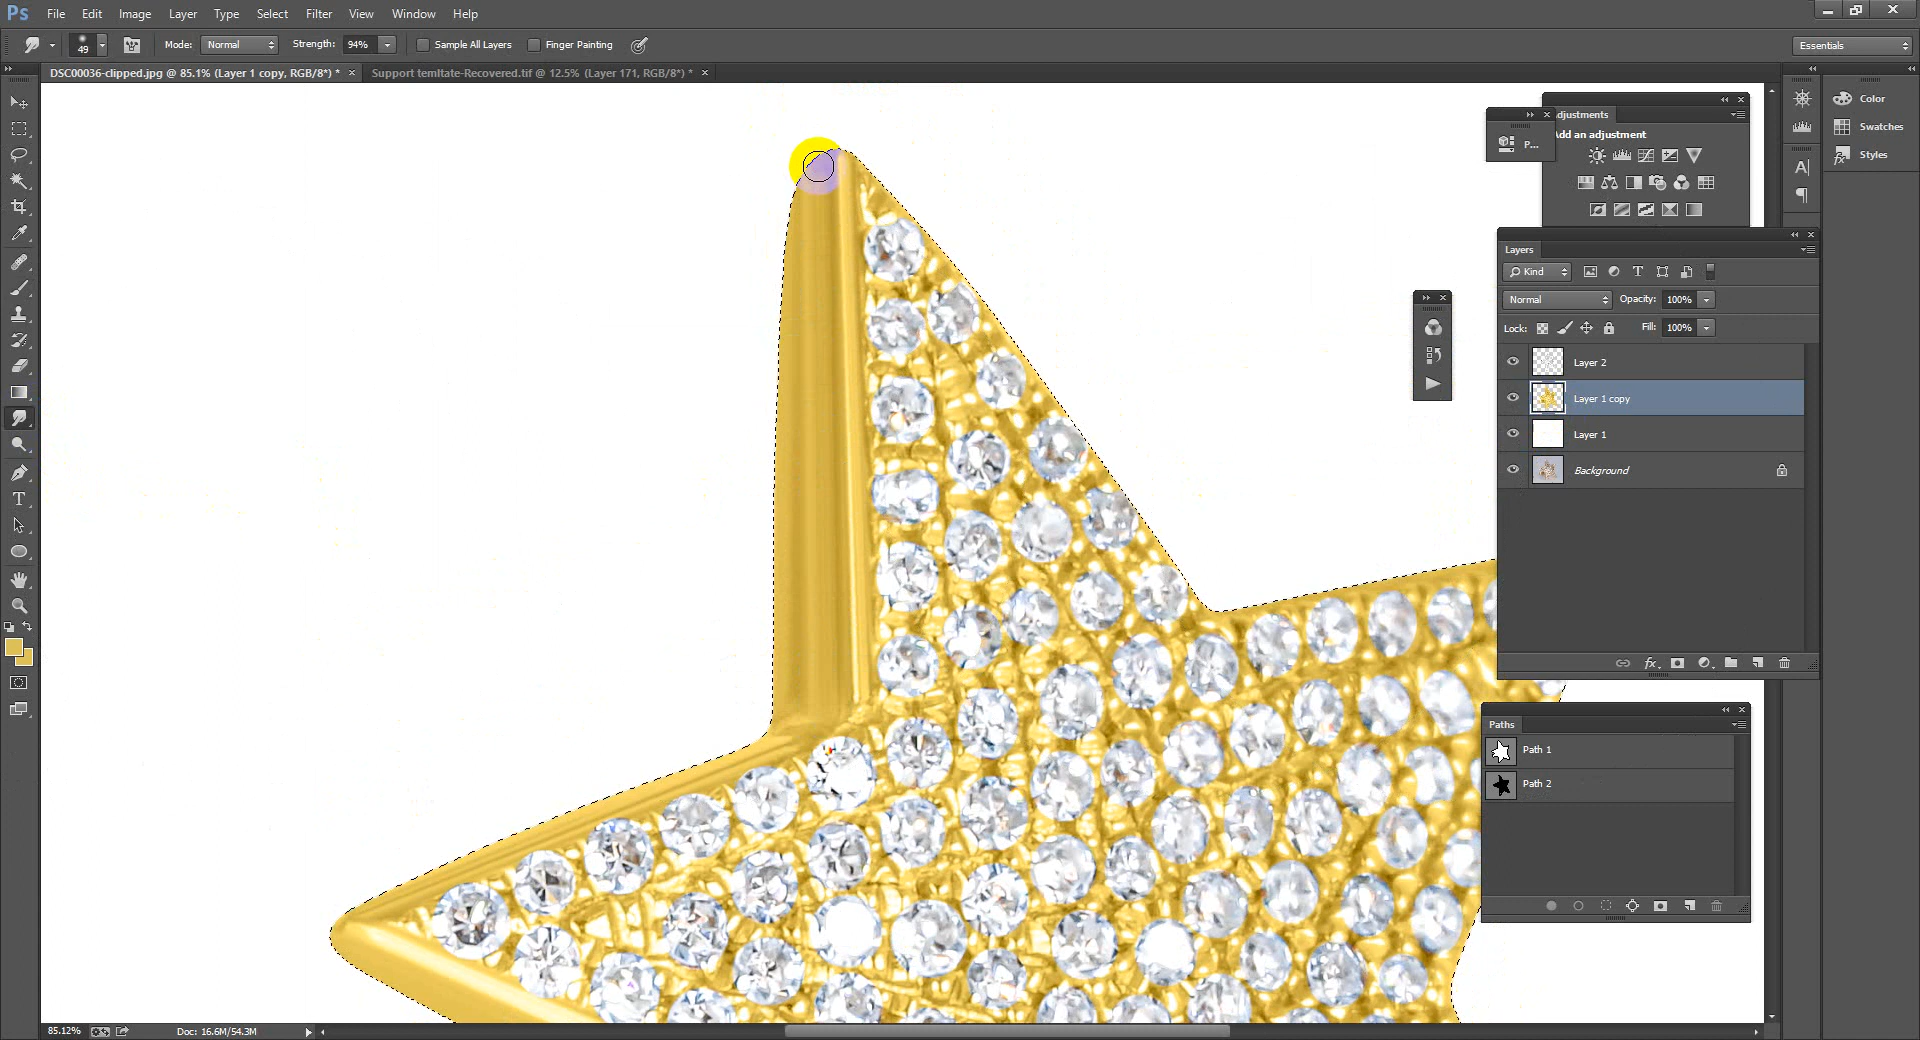 Ps File Edit Image Layer Type Select Filter View Window Help
49 Mode: Normal Strength: 94% Sample All Layers Finger Painting Essentials
DSC00036-clipped.jpg @ 85.1% (Layer 1 copy, RGB/8*) * × Support temltate-Recovered.tif @ 12.5% (Layer 171, RGB/8*) * ×
Color
Swatches
Styles
djustments
Add an adjustment
P...
Layers
Kind
Normal Opacity: 100%
Lock: Fill: 100%
Layer 2
Layer 1 copy
Layer 1
Background
fx
Paths
Path 1
Path 2
85.12% Doc: 16.6M/54.3M